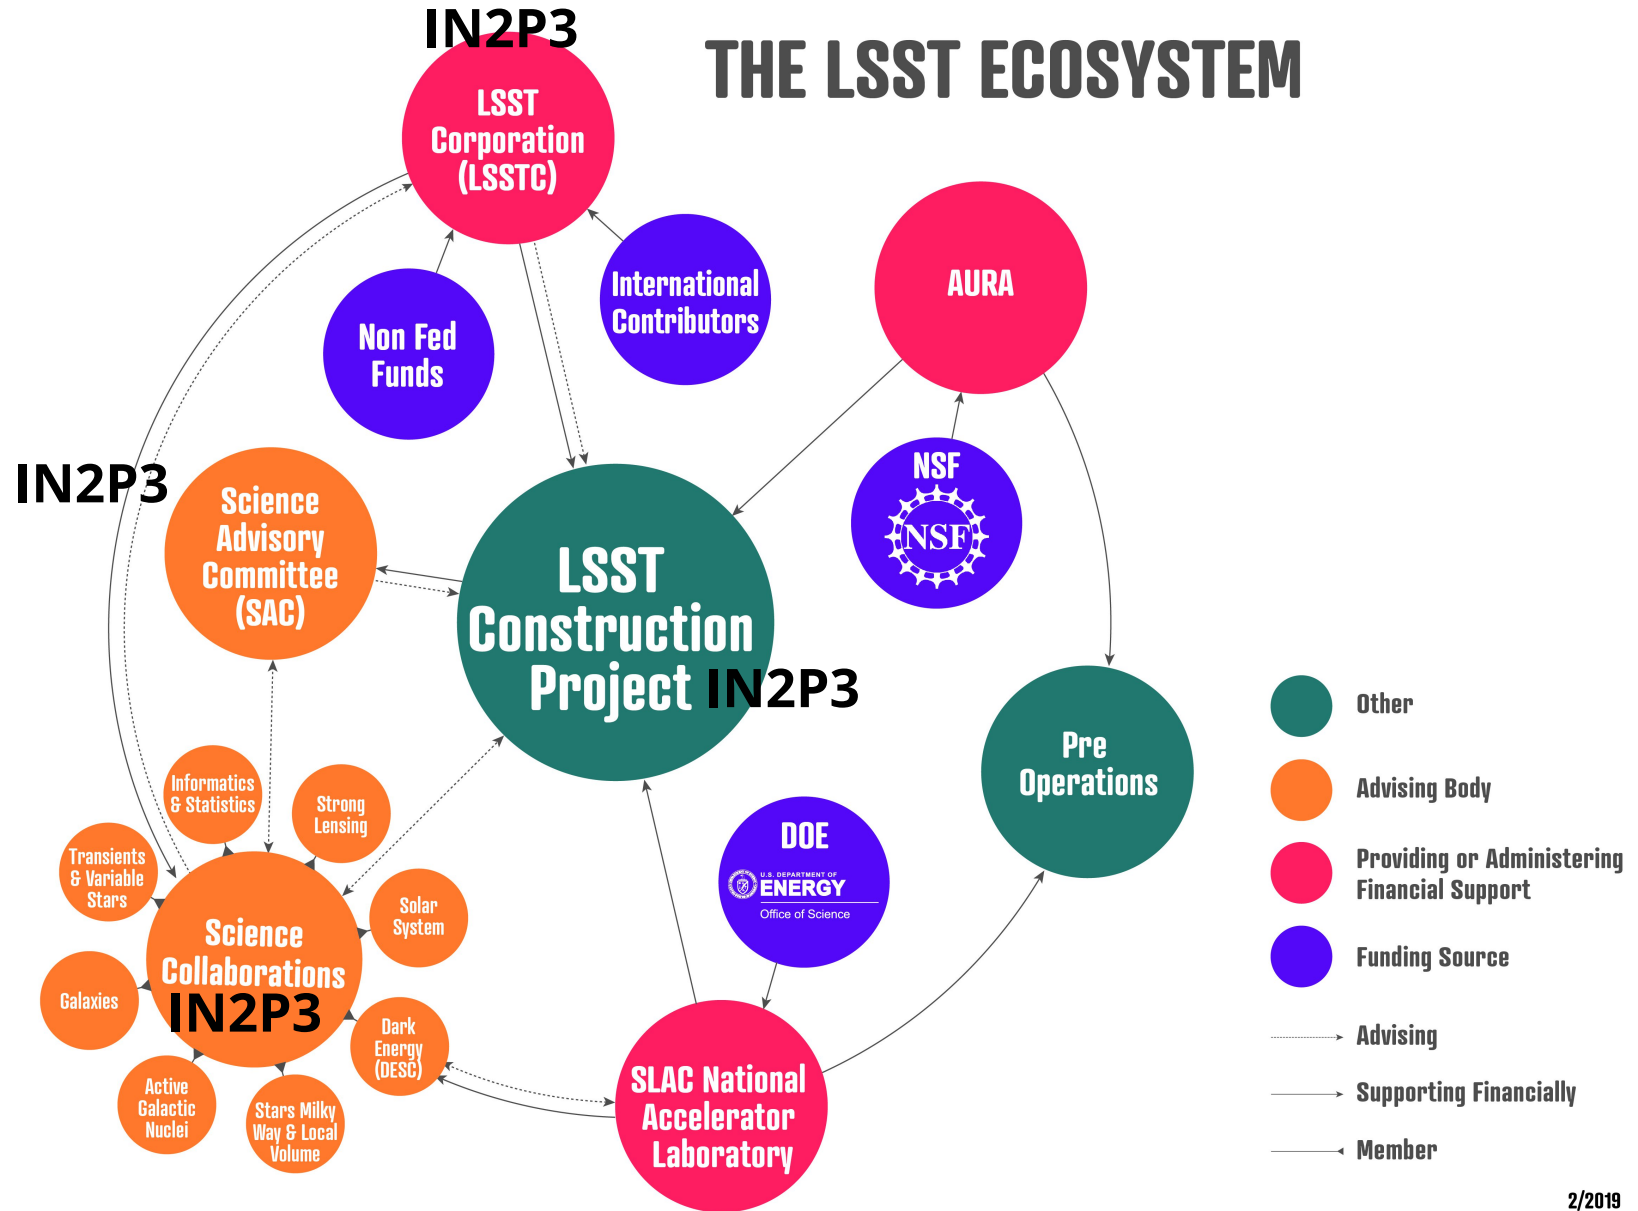 IN2P3
THE LSST ECOSYSTEM
LSST
Corporation
(LSSTC)
International
Contributors
AURA
Non Fed
Funds
IN2P3
Science
Advisory
Committee
(SAC)
NSF
NSF
LSST
Construction
Project
IN2P3
Pre
Operations
Other
Advising Body
Providing or Administering
Financial Support
Funding Source
Advising
Supporting Financially
Member
Informatics
& Statistics
Strong
Lensing
Transients
& Variable
Stars
Solar
System
Science
Collaborations
IN2P3
Galaxies
Dark
Energy
(DESC)
Active
Galactic
Nuclei
Stars Milky
Way & Local
Volume
DOE
U.S. DEPARTMENT OF
ENERGY
Office of Science
SLAC National
Accelerator
Laboratory
2/2019